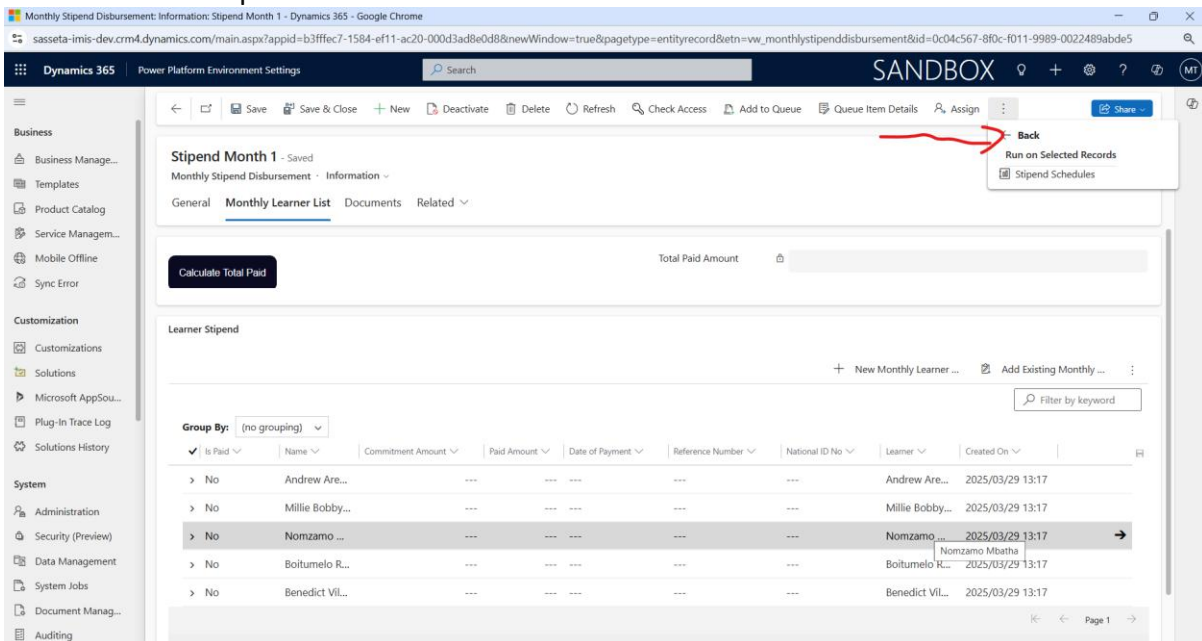 Monthly Stipend Disbursement: Information: Stipend Month 1 - Dynamics 365 - Google Chrome
sasseta-imis-dev.crm4.dynamics.com/main.aspx?appid=b3fffec7-1584-ef11-ac20-000d3ad8e0d8&newWindow=true&pagetype=entityrecord&etn=vw_monthlystipenddisbursement&id=0c04c567-8f0c-f011-9989-0022489abde5
Dynamics 365 Power Platform Environment Settings Search SANDBOX MT
Save Save & Close New Deactivate Delete Refresh Check Access Add to Queue Queue Item Details Assign Share
Back
Run on Selected Records
Stipend Schedules
Business
Business Manage...
Templates
Product Catalog
Service Managem...
Mobile Offline
Sync Error
Customization
Customizations
Solutions
Microsoft AppSou...
Plug-In Trace Log
Solutions History
System
Administration
Security (Preview)
Data Management
System Jobs
Document Manag...
Auditing
Stipend Month 1 - Saved
Monthly Stipend Disbursement · Information
General Monthly Learner List Documents Related
Calculate Total Paid
Total Paid Amount
Learner Stipend
New Monthly Learner ... Add Existing Monthly ...
Filter by keyword
Group By: (no grouping)
Is Paid Name Commitment Amount Paid Amount Date of Payment Reference Number National ID No Learner Created On
No Andrew Are... --- --- --- --- --- Andrew Are... 2025/03/29 13:17
No Millie Bobby... --- --- --- --- --- Millie Bobby... 2025/03/29 13:17
No Nomzamo ... --- --- --- --- --- Nomzamo ... 2025/03/29 13:17
Nomzamo Mbatha
No Boitumelo R... --- --- --- --- --- Boitumelo R... 2025/03/29 13:17
No Benedict Vil... --- --- --- --- --- Benedict Vil... 2025/03/29 13:17
Page 1